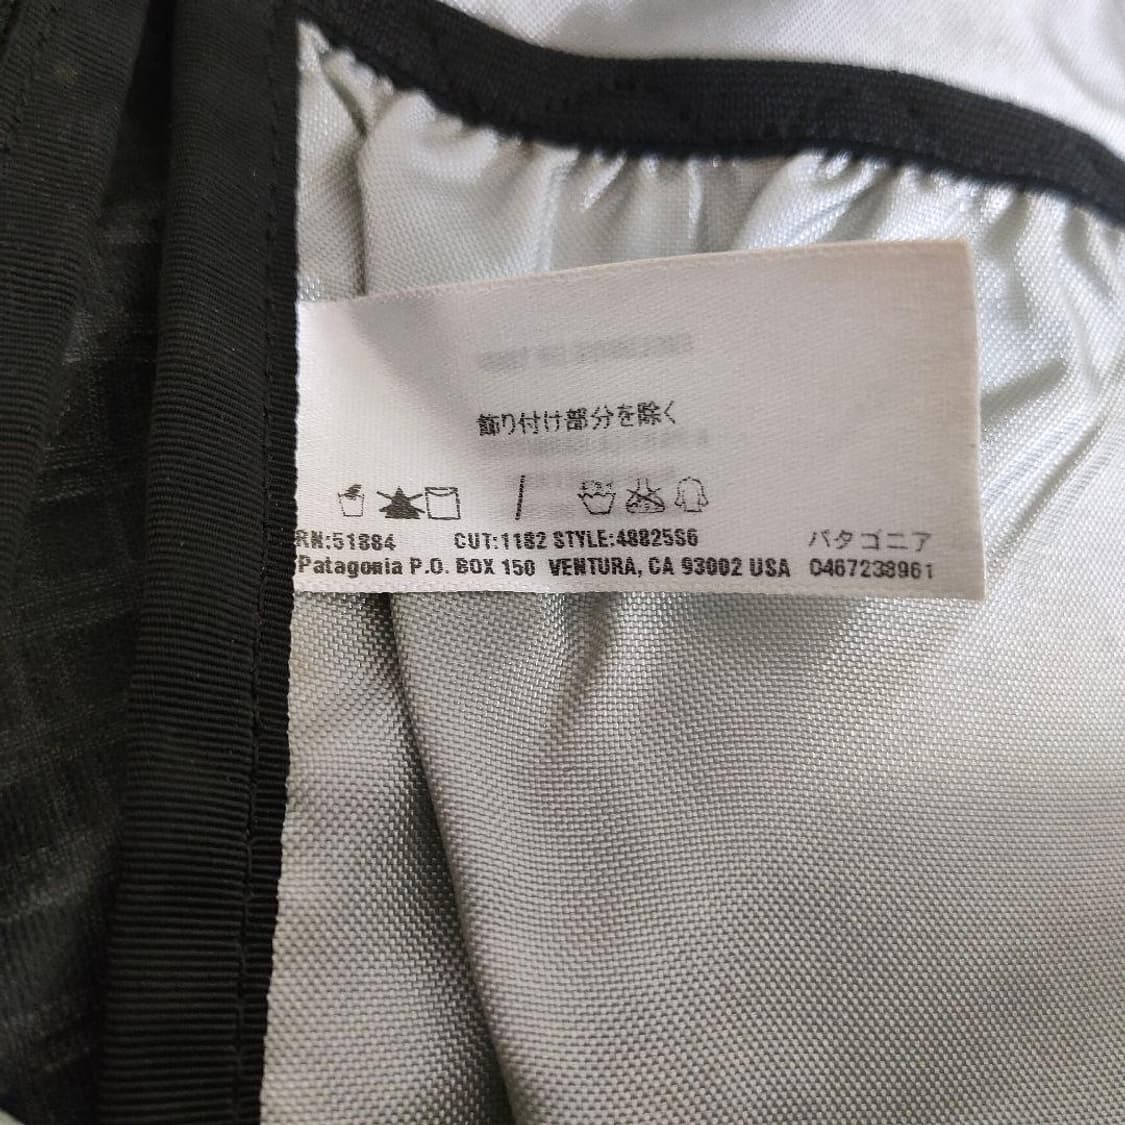 飾り付け部分を除く
RN:51884 CUT:1182 STYLE:48825S6 パタゴニア
Patagonia P.O. BOX 150 VENTURA, CA 93002 USA 0467238961